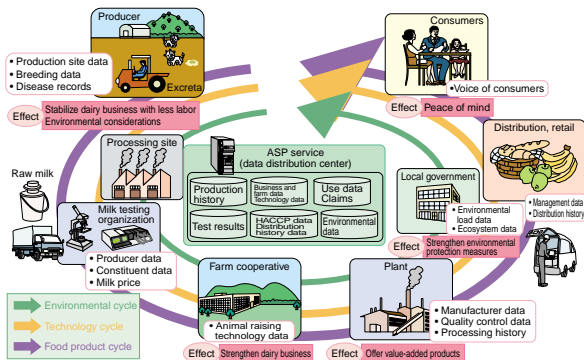 Producer
• Production site data
• Breeding data
• Disease records
Excreta
Effect
Stabilize dairy business with less labor
Environmental considerations
Consumers
•Voice of consumers
Effect
Peace of mind
Distribution, retail
• Management data
• Distribution history
Processing site
Raw milk
Milk testing
organization
• Producer data
• Constituent data
• Milk price
ASP service
(data distribution center)
Production
history
Business and
farm data
Technology data
Use data
Claims
Test results
HACCP data
Distribution
history data
Environmental
data
Local government
• Environmental
load data
• Ecosystem data
Effect
Strengthen environmental
protection measures
Farm cooperative
• Animal raising
technology data
Effect
Strengthen dairy business
Plant
• Manufacturer data
• Quality control data
• Processing history
Effect
Offer value-added products
Environmental cycle
Technology cycle
Food product cycle